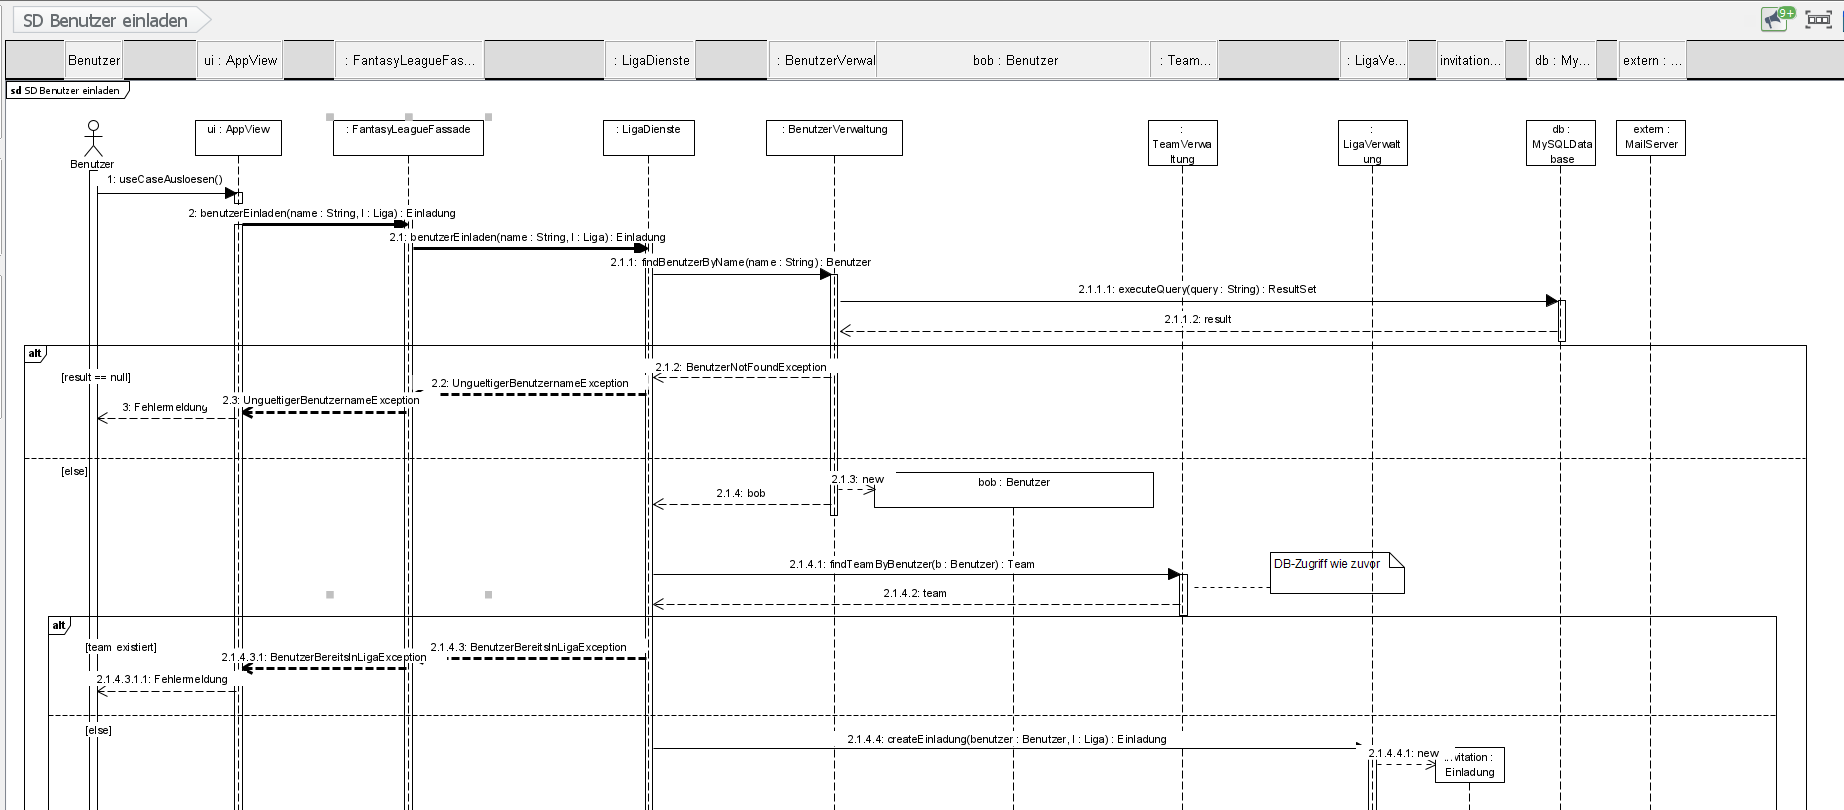 SD Benutzer einladen
9+
Benutzer
ui : AppView
: FantasyLeagueFas...
: LigaDienste
: BenutzerVerwal
bob : Benutzer
: Team...
: LigaVe...
invitation...
db : My...
extern : ...
sd SD Benutzer einladen
Benutzer
ui : AppView
: FantasyLeagueFassade
: LigaDienste
: BenutzerVerwaltung
:
TeamVerwa
ltung
:
LigaVerwalt
ung
db :
MySQLData
base
extern :
MailServer
1: useCaseAusloesen()
2: benutzerEinladen(name : String, l : Liga) : Einladung
2.1: benutzerEinladen(name : String, l : Liga) : Einladung
2.1.1: findBenutzerByName(name : String) : Benutzer
2.1.1.1: executeQuery(query : String) : ResultSet
2.1.1.2: result
alt
[result == null]
2.1.2: BenutzerNotFoundException
2.2: UngueltigerBenutzernameException
2.3: UngueltigerBenutzernameException
3: Fehlermeldung
[else]
2.1.3: new
bob : Benutzer
2.1.4: bob
2.1.4.1: findTeamByBenutzer(b : Benutzer) : Team
DB-Zugriff wie zuvor
2.1.4.2: team
alt
[team existiert]
2.1.4.3: BenutzerBereitsInLigaException
2.1.4.3.1: BenutzerBereitsInLigaException
2.1.4.3.1.1: Fehlermeldung
[else]
2.1.4.4: createEinladung(benutzer : Benutzer, l : Liga) : Einladung
2.1.4.4.1: new
invitation :
Einladung